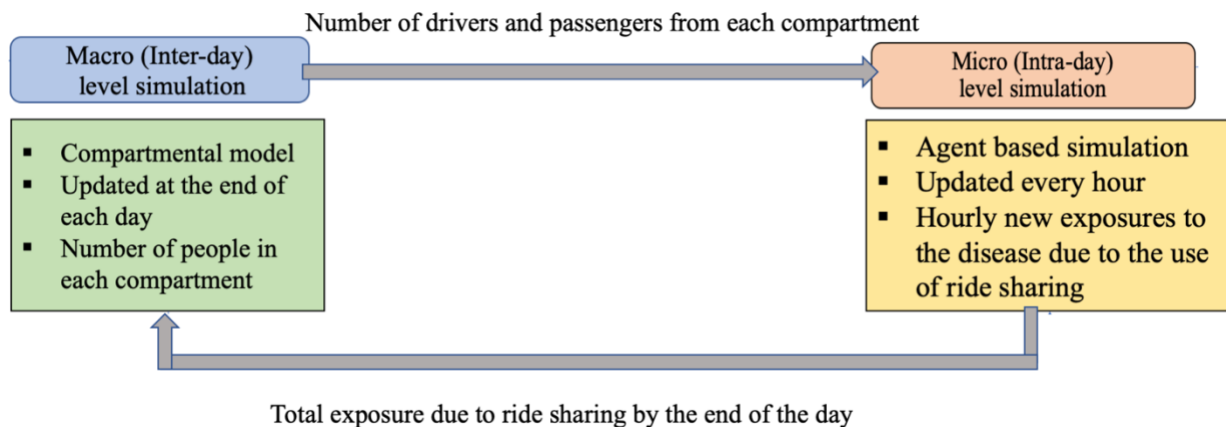 Number of drivers and passengers from each compartment
Macro (Inter-day)
level simulation
Micro (Intra-day)
level simulation
▪ Compartmental model
▪ Updated at the end of
each day
▪ Number of people in
each compartment
▪ Agent based simulation
▪ Updated every hour
▪ Hourly new exposures to
the disease due to the use
of ride sharing
Total exposure due to ride sharing by the end of the day